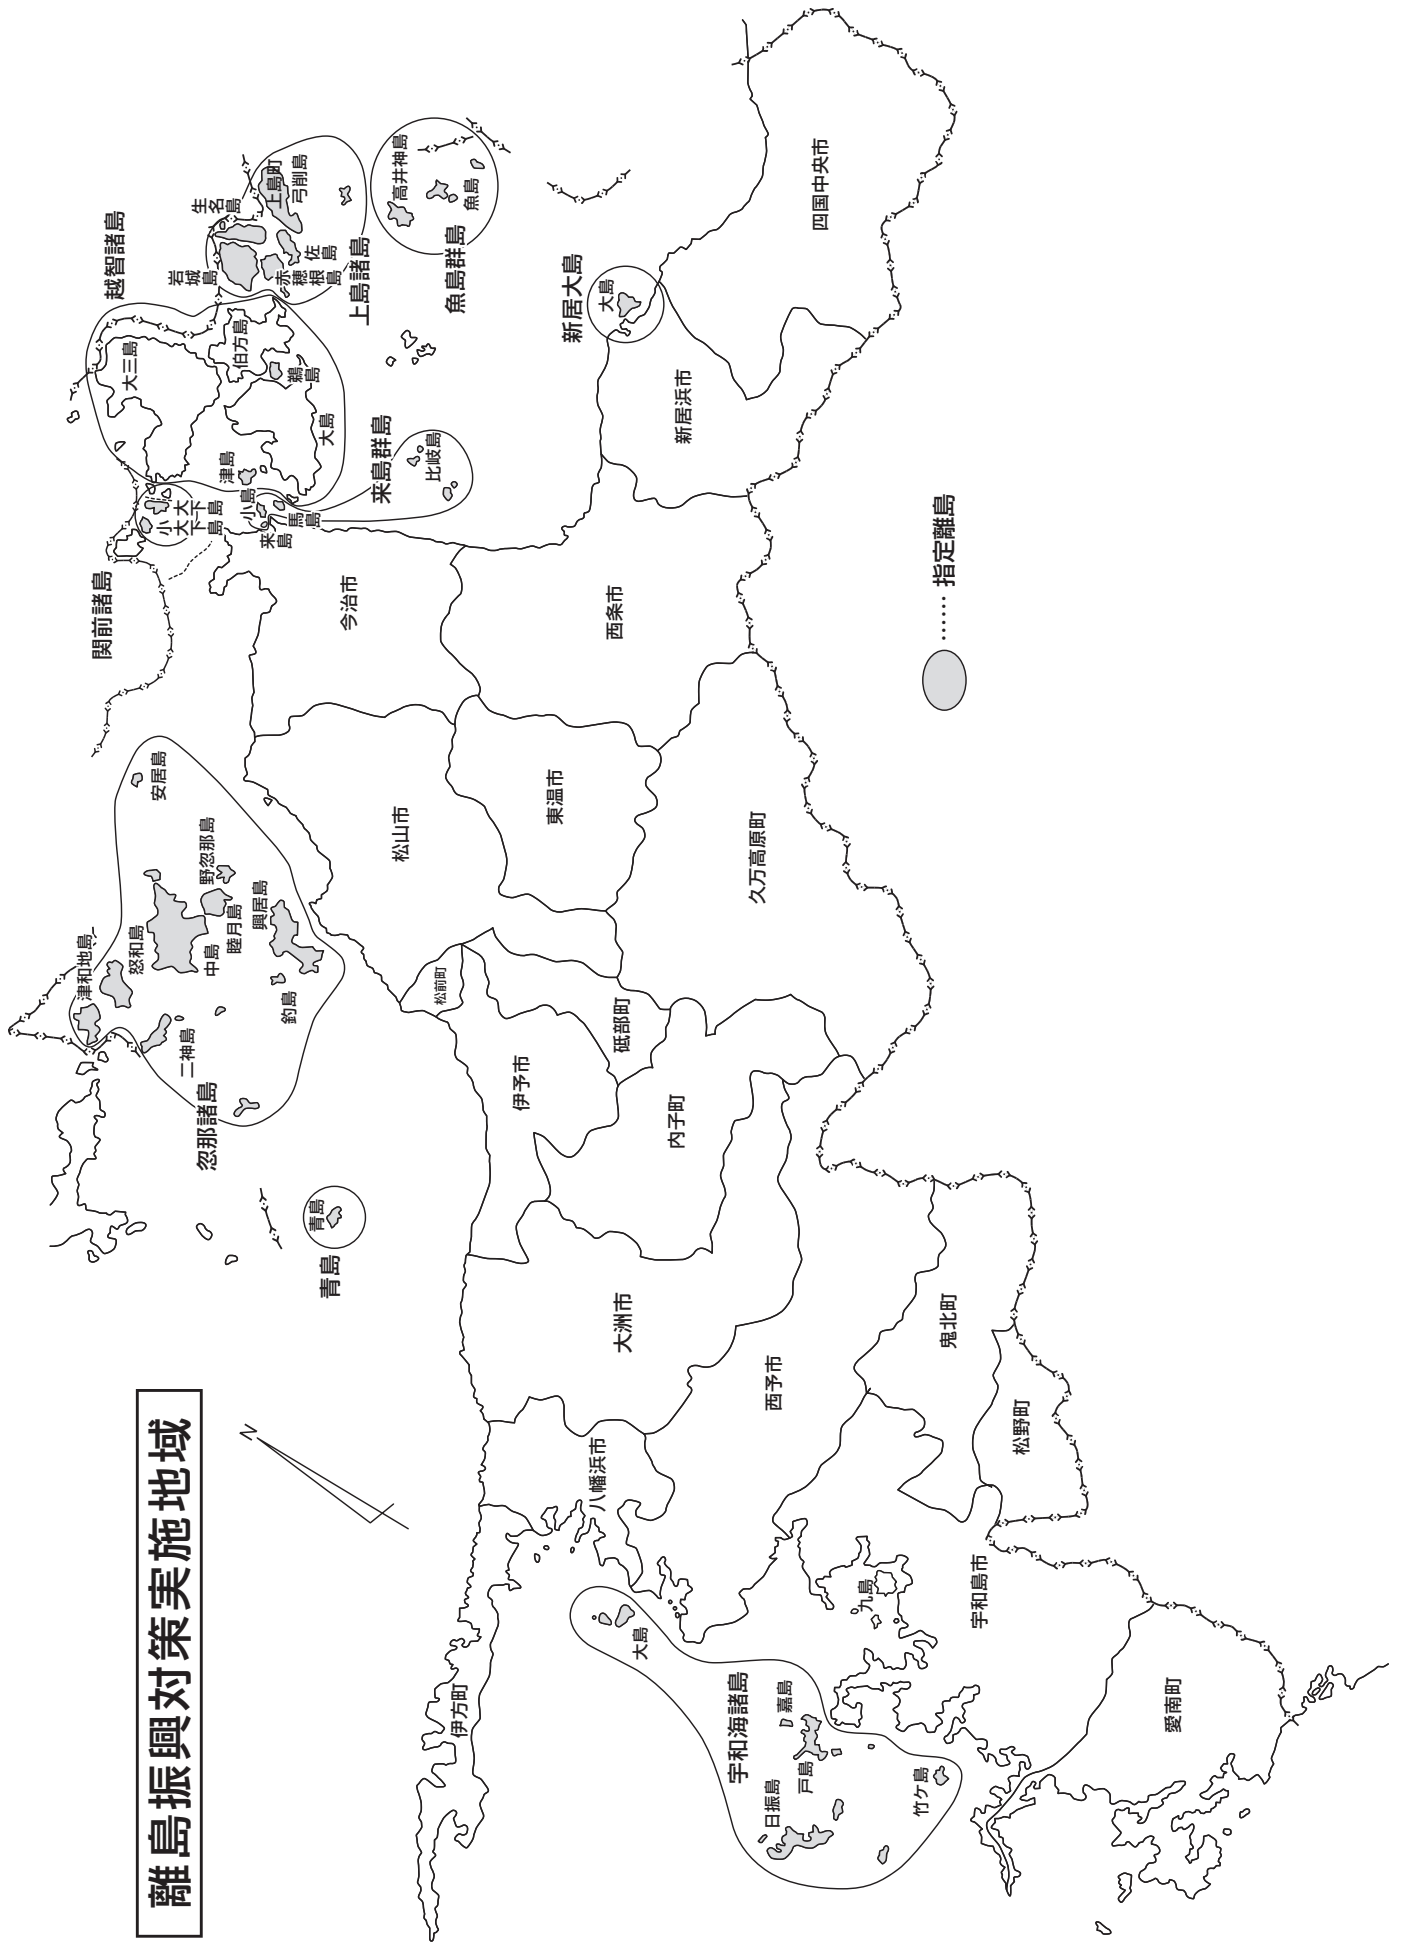 離島振興対策実施地域
越智諸島
大三島
伯方島
鵜島
大島
津島
上島諸島
生名島
岩城島
赤穂根島
佐島
上島町
弓削島
魚島群島
高井神島
魚島
新居大島
大島
来島群島
比岐島
小島
来島
馬島
関前諸島
小大下島
大下島
忽那諸島
安居島
野忽那島
睦月島
中島
怒和島
津和地島
二神島
興居島
釣島
青島
青島
宇和海諸島
大島
嘉島
戸島
日振島
竹ケ島
九島
四国中央市
新居浜市
西条市
今治市
松山市
東温市
久万高原町
松前町
砥部町
伊予市
内子町
大洲市
西予市
八幡浜市
伊方町
鬼北町
松野町
宇和島市
愛南町
N
……指定離島